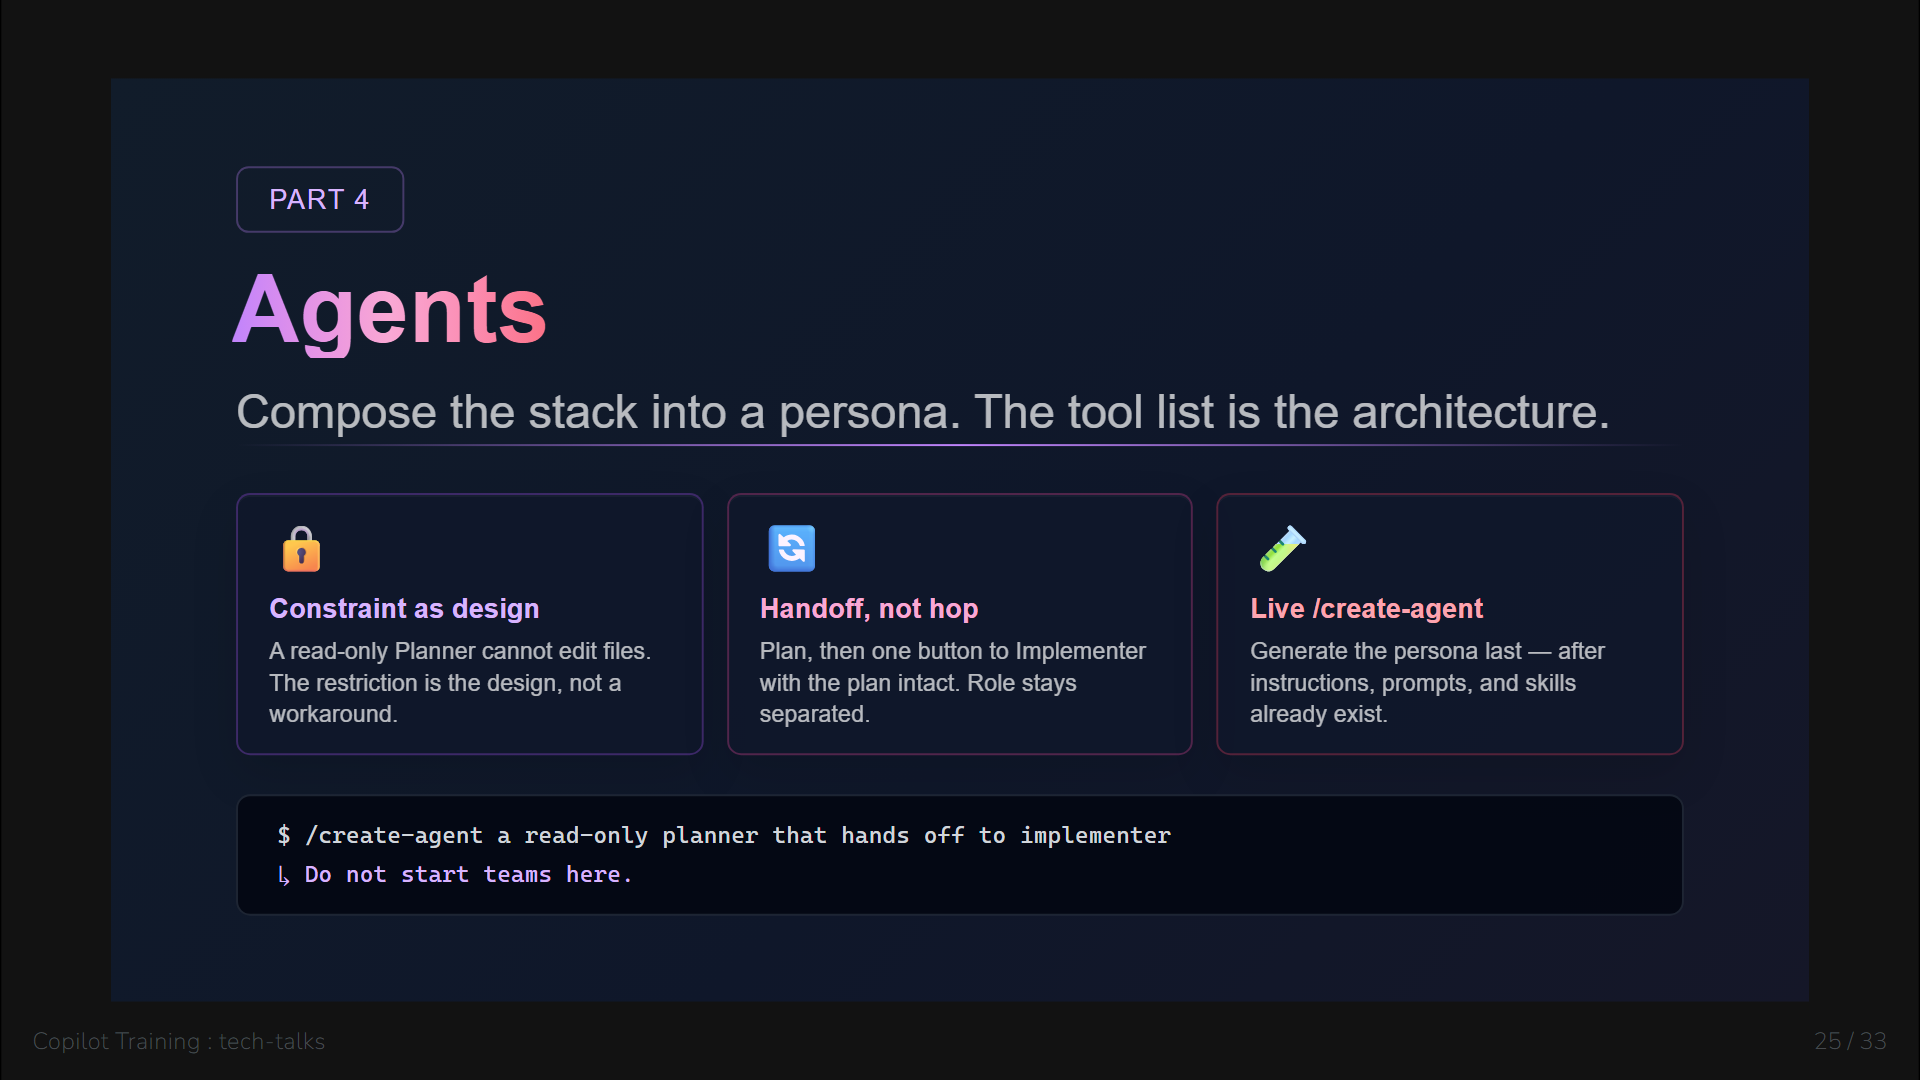 PART 4
Agents
Compose the stack into a persona. The tool list is the architecture.
Constraint as design
A read-only Planner cannot edit files.
The restriction is the design, not a
workaround.
Handoff, not hop
Plan, then one button to Implementer
with the plan intact. Role stays
separated.
Live /create-agent
Generate the persona last — after
instructions, prompts, and skills
already exist.
$ /create-agent a read-only planner that hands off to implementer
↳ Do not start teams here.
Copilot Training : tech-talks
25 / 33